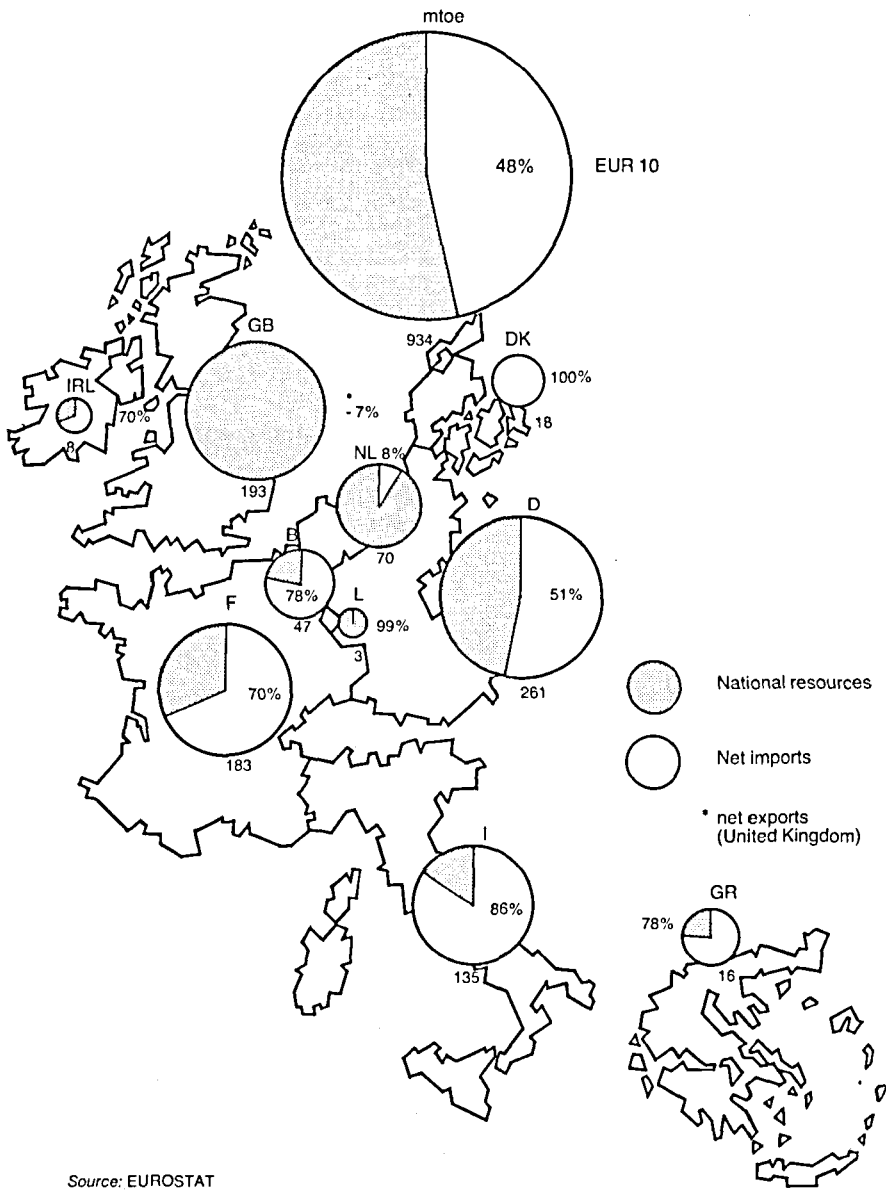 mtoe
48%
EUR 10
934
GB
DK
100%
18
IRL
70%
8
* - 7%
193
NL 8%
70
D
51%
261
B
78%
47
L
99%
3
F
70%
183
National resources
Net imports
* net exports
(United Kingdom)
I
86%
135
GR
78%
16
Source: EUROSTAT